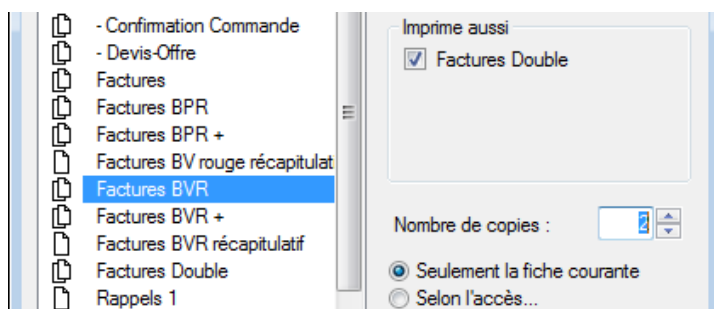 - Confirmation Commande
- Devis-Offre
Factures
Factures BPR
Factures BPR +
Factures BV rouge récapitulat
Factures BVR
Factures BVR +
Factures BVR récapitulatif
Factures Double
Rappels 1
Imprime aussi
Factures Double
Nombre de copies : 2
Seulement la fiche courante
Selon l'accès...